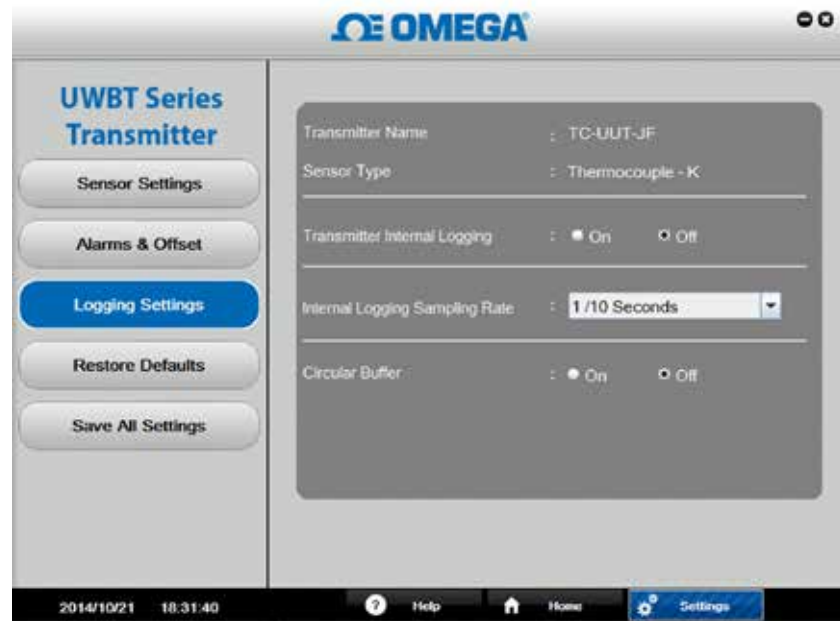 OMEGA®
UWBT Series
Transmitter
Sensor Settings
Alarms & Offset
Logging Settings
Restore Defaults
Save All Settings
Transmitter Name : TC-UUT-JF
Sensor Type : Thermocouple - K
Transmitter Internal Logging : On Off
Internal Logging Sampling Rate : 1 /10 Seconds
Circular Buffer : On Off
2014/10/21 18:31:40 Help Home Settings